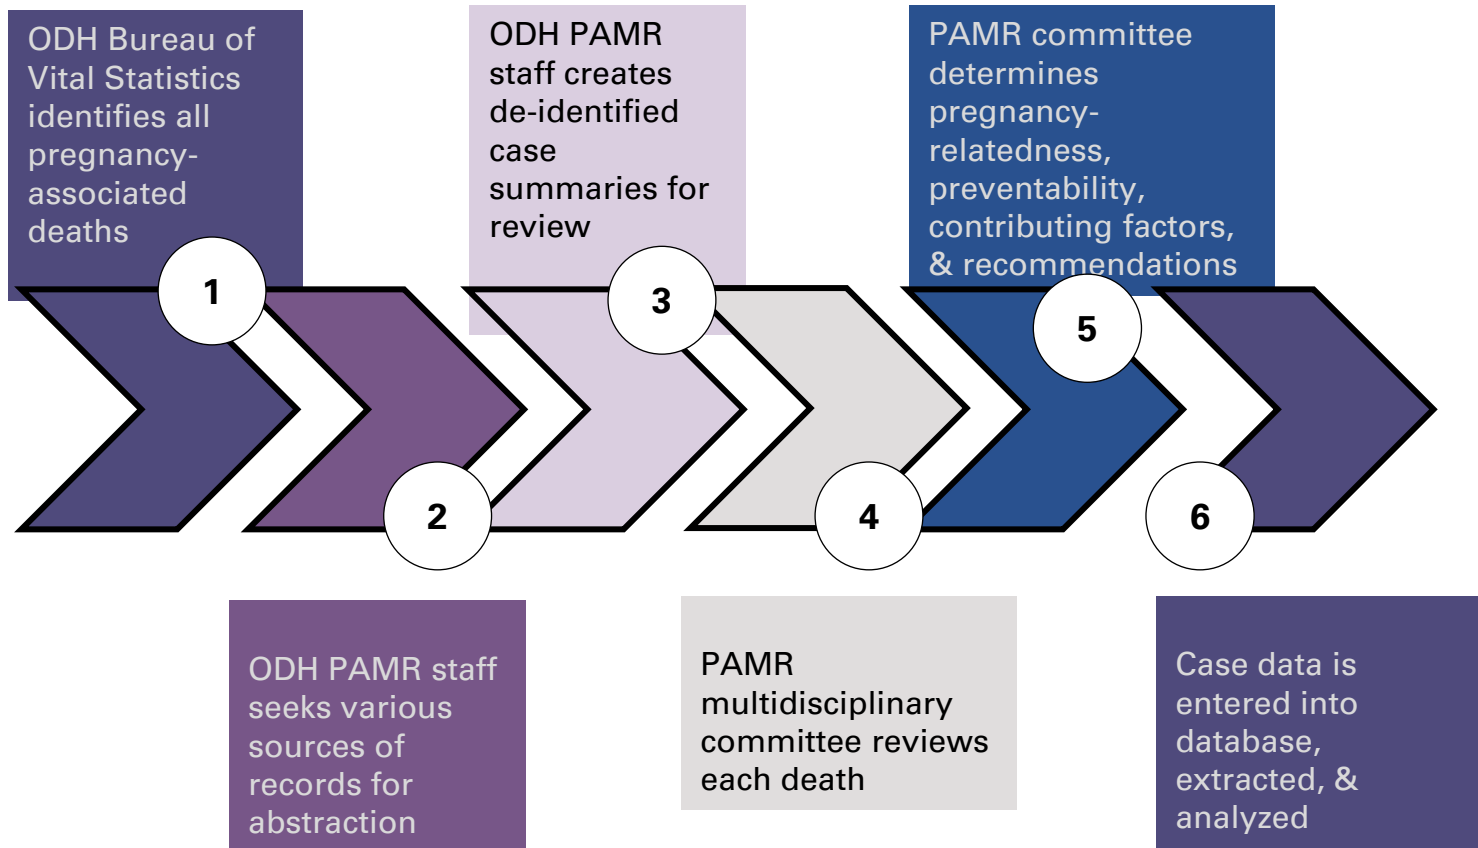 ODH Bureau of
Vital Statistics
identifies all
pregnancy-
associated
deaths
1
ODH PAMR staff
seeks various
sources of
records for
abstraction
2
ODH PAMR
staff creates
de-identified
case
summaries for
review
3
PAMR
multidisciplinary
committee reviews
each death
4
PAMR committee
determines
pregnancy-
relatedness,
preventability,
contributing factors,
& recommendations
5
Case data is
entered into
database,
extracted, &
analyzed
6